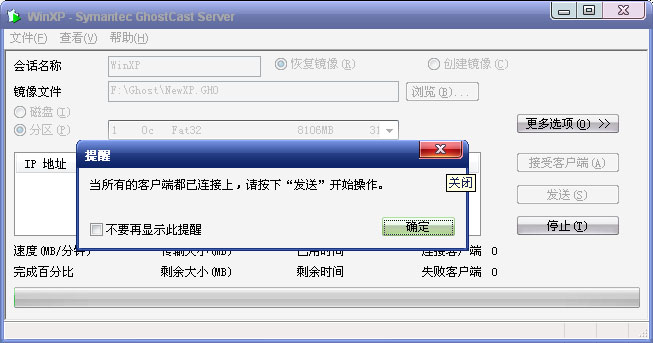 WinXP - Symantec GhostCast Server
文件(F) 查看(V) 帮助(H)
会话名称 WinXP 恢复镜像(R) 创建镜像(C)
镜像文件 F:\Ghost\NewXP.GHO 浏览(B)...
磁盘(I)
分区(P) 1 Oc Fat32 8106MB 31 更多选项(O) >>
提醒
IP 地址 接受客户端(A)
当所有的客户端都已连接上，请按下“发送”开始操作。
关闭
发送(S)
不要再显示此提醒 确定 停止(T)
速度(MB/分钟) 传输大小(MB) 已用时间 连接客户端 0
完成百分比 剩余大小(MB) 剩余时间 失败客户端 0